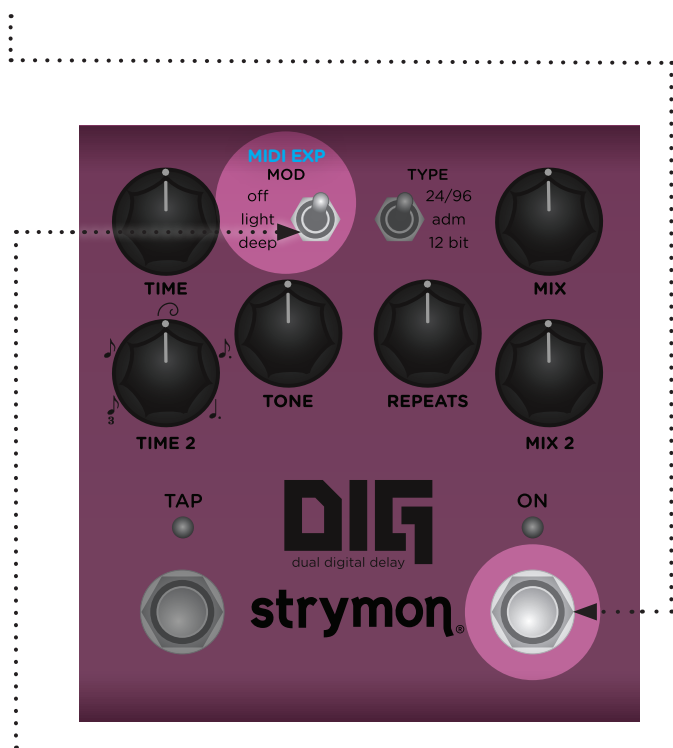 MIDI EXP
MOD
off
light
deep
TYPE
24/96
adm
12 bit
TIME
MIX
TONE
REPEATS
3
TIME 2
MIX 2
TAP
ON
DIG
dual digital delay
strymon®